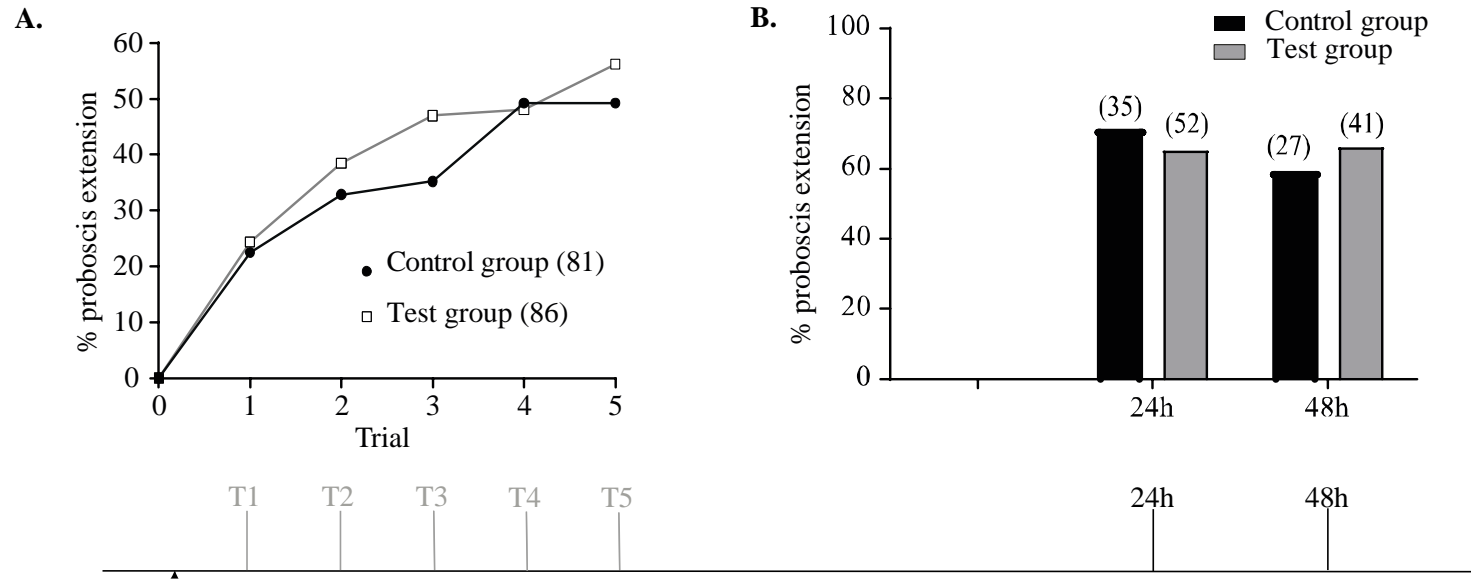 A.
% proboscis extension
60
50
40
30
20
10
0
Control group (81)
Test group (86)
0 1 2 3 4 5
Trial
B.
% proboscis extension
100
80
60
40
20
0
Control group
Test group
(35) (52) (27) (41)
24h 48h
T1 T2 T3 T4 T5 24h 48h